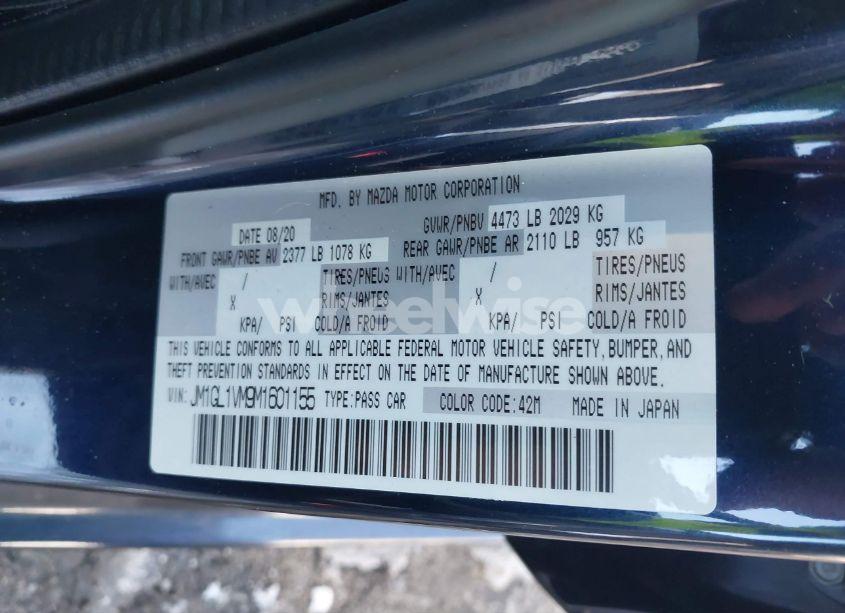 MFD. BY MAZDA MOTOR CORPORATION
DATE 08/20 GVWR/PNBV 4473 LB 2029 KG
FRONT GAWR/PNBE AV 2377 LB 1078 KG REAR GAWR/PNBE AR 2110 LB 957 KG
WITH/AVEC / TIRES/PNEUS WITH/AVEC / TIRES/PNEUS
X RIMS/JANTES X RIMS/JANTES
KPA/ PSI COLD/A FROID KPA/ PSI COLD/A FROID
wheelwise
THIS VEHICLE CONFORMS TO ALL APPLICABLE FEDERAL MOTOR VEHICLE SAFETY, BUMPER, AND
THEFT PREVENTION STANDARDS IN EFFECT ON THE DATE OF MANUFACTURE SHOWN ABOVE.
VIN: JM1GL1VM9M1601155 TYPE:PASS CAR COLOR CODE:42M MADE IN JAPAN